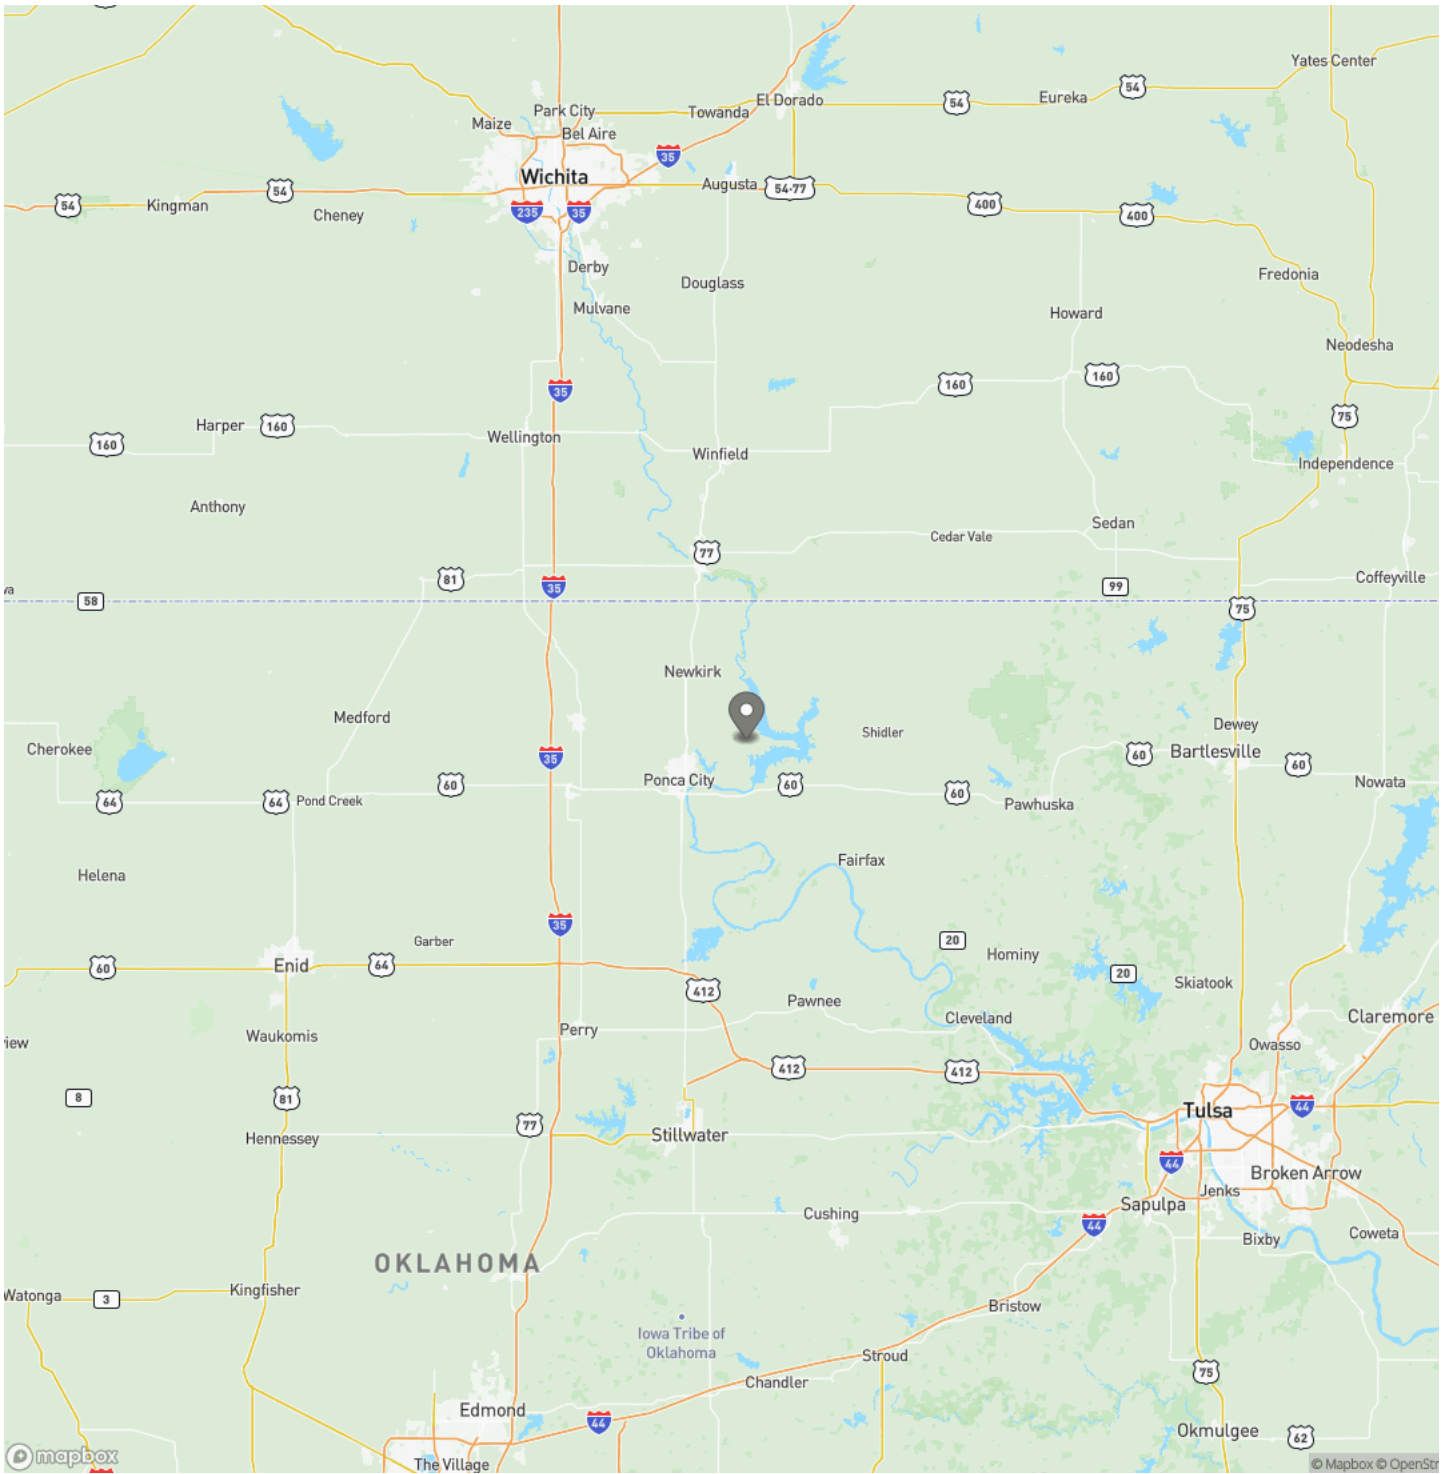 Yates Center
54
Eureka
54
El Dorado
Towanda
Park City
Maize
Bel Aire
35
Wichita
Augusta
54-77
54
Kingman
54
Cheney
235
35
400
400
Derby
Douglass
Fredonia
Mulvane
Howard
Neodesha
160
160
35
75
Harper
160
160
Wellington
Winfield
Independence
Anthony
Sedan
Cedar Vale
77
81
35
Coffeyville
99
va
58
75
Newkirk
Medford
Dewey
Shidler
Cherokee
Bartlesville
60
35
60
Ponca City
60
60
60
Nowata
64
64
Pond Creek
Pawhuska
Fairfax
Helena
35
Garber
20
Hominy
60
Enid
64
20
Skiatook
412
Pawnee
Cleveland
Claremore
Perry
Waukomis
view
Owasso
412
412
8
81
44
Tulsa
77
Hennessey
Stillwater
44
Broken Arrow
Jenks
Sapulpa
Cushing
44
Coweta
Bixby
OKLAHOMA
Kingfisher
Watonga
3
Bristow
Iowa Tribe of
Oklahoma
Stroud
75
Chandler
Edmond
44
Okmulgee
62
The Village
mapbox
© Mapbox © OpenStr